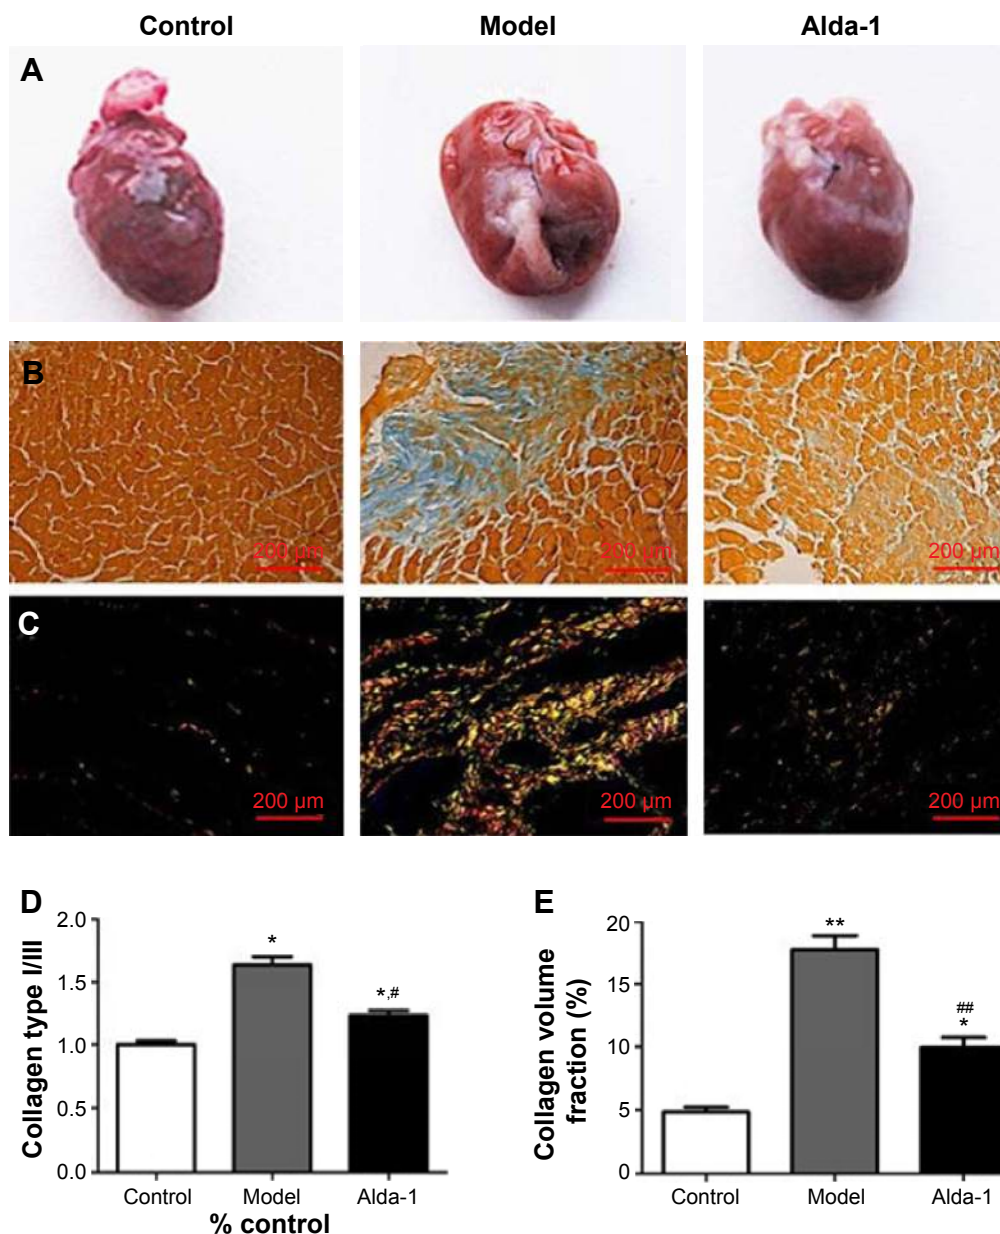 Control Model Alda-1
A
B
200 µm 200 µm 200 µm
C
200 µm 200 µm 200 µm
D
Collagen type I/III
2.0
1.5
1.0
0.5
0.0
*
*,#
Control Model Alda-1
% control
E
Collagen volume
fraction (%)
20
15
10
5
0
**
##
*
Control Model Alda-1